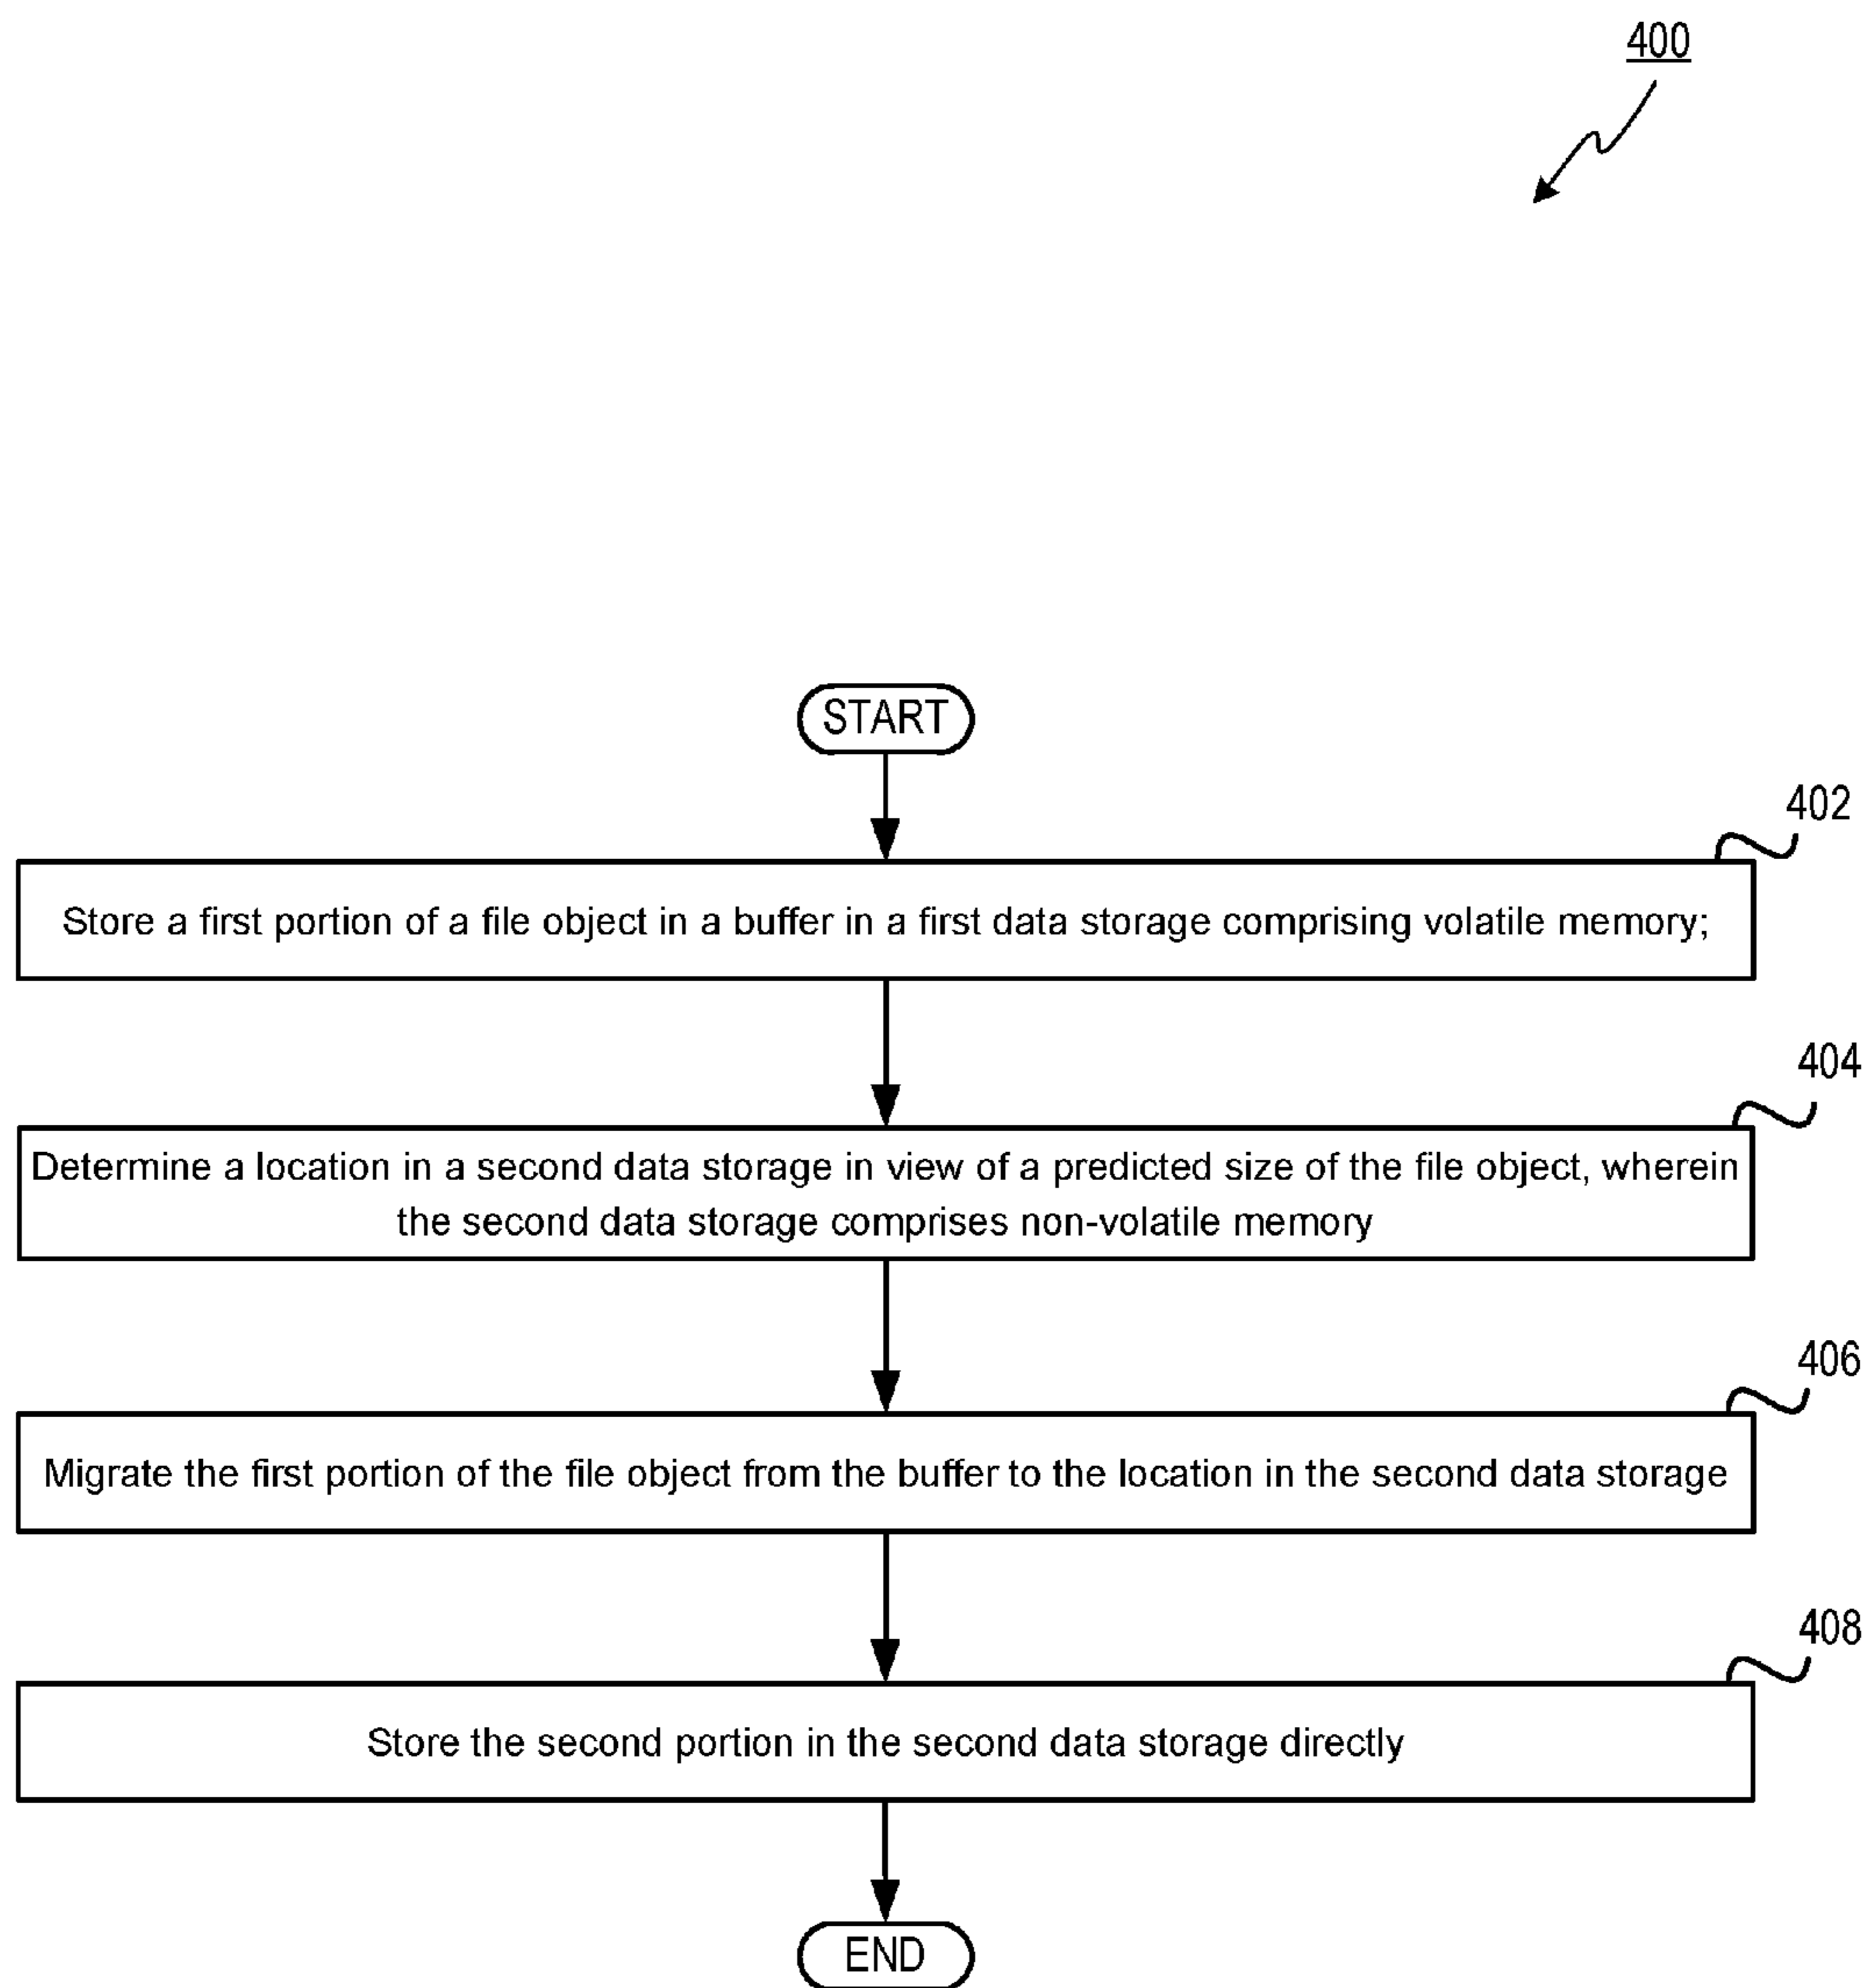 400
START
402
Store a first portion of a file object in a buffer in a first data storage comprising volatile memory;
404
Determine a location in a second data storage in view of a predicted size of the file object, wherein
the second data storage comprises non-volatile memory
406
Migrate the first portion of the file object from the buffer to the location in the second data storage
408
Store the second portion in the second data storage directly
END